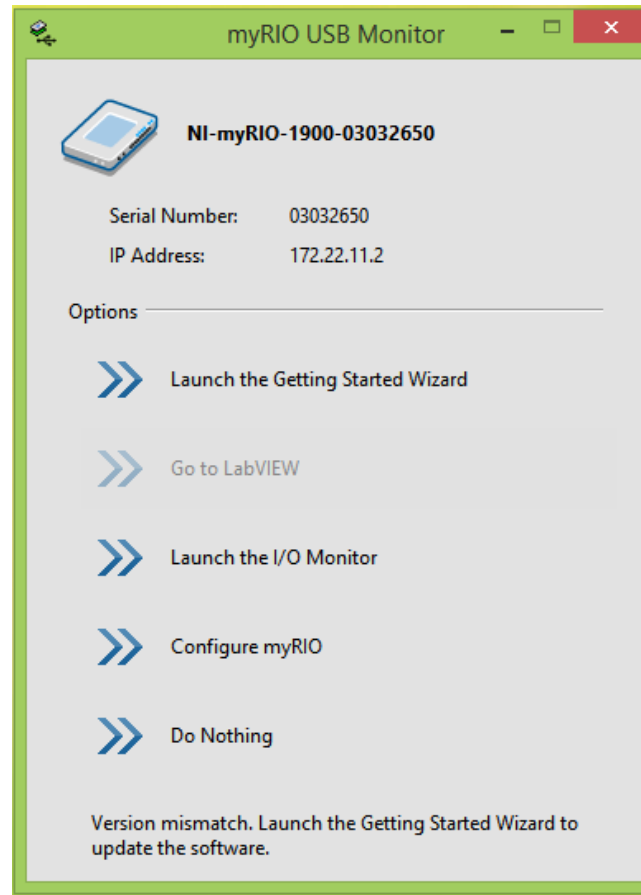 myRIO USB Monitor
NI-myRIO-1900-03032650
Serial Number: 03032650
IP Address: 172.22.11.2
Options
Launch the Getting Started Wizard
Go to LabVIEW
Launch the I/O Monitor
Configure myRIO
Do Nothing
Version mismatch. Launch the Getting Started Wizard to
update the software.